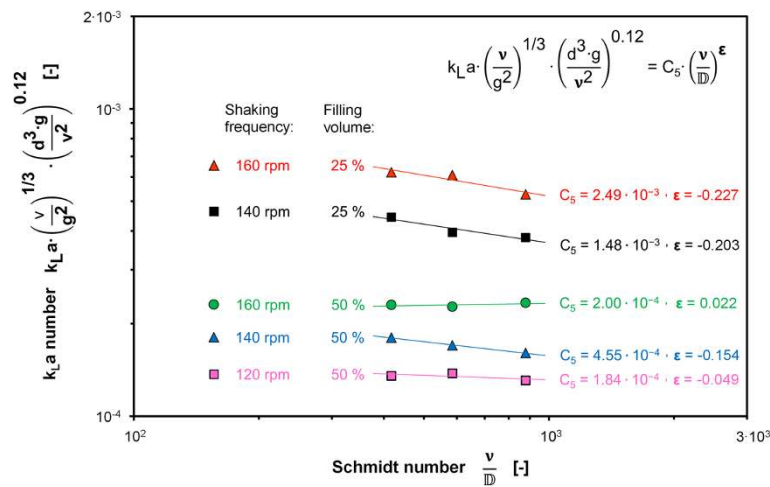 2·10⁻³
k_L a · (ν/g²)^1/3 · (d³·g/ν²)^0.12 = C₅ · (ν/𝔻)^ε
10⁻³
Shaking frequency:
Filling volume:
160 rpm 25 % C₅ = 2.49 · 10⁻³ · ε = -0.227
140 rpm 25 % C₅ = 1.48 · 10⁻³ · ε = -0.203
160 rpm 50 % C₅ = 2.00 · 10⁻⁴ · ε = 0.022
140 rpm 50 % C₅ = 4.55 · 10⁻⁴ · ε = -0.154
120 rpm 50 % C₅ = 1.84 · 10⁻⁴ · ε = -0.049
10⁻⁴
10² 10³ 3·10³
k_L a number k_L a·(ν/g²)^1/3 · (d³·g/ν²)^0.12 [-]
Schmidt number ν/𝔻 [-]